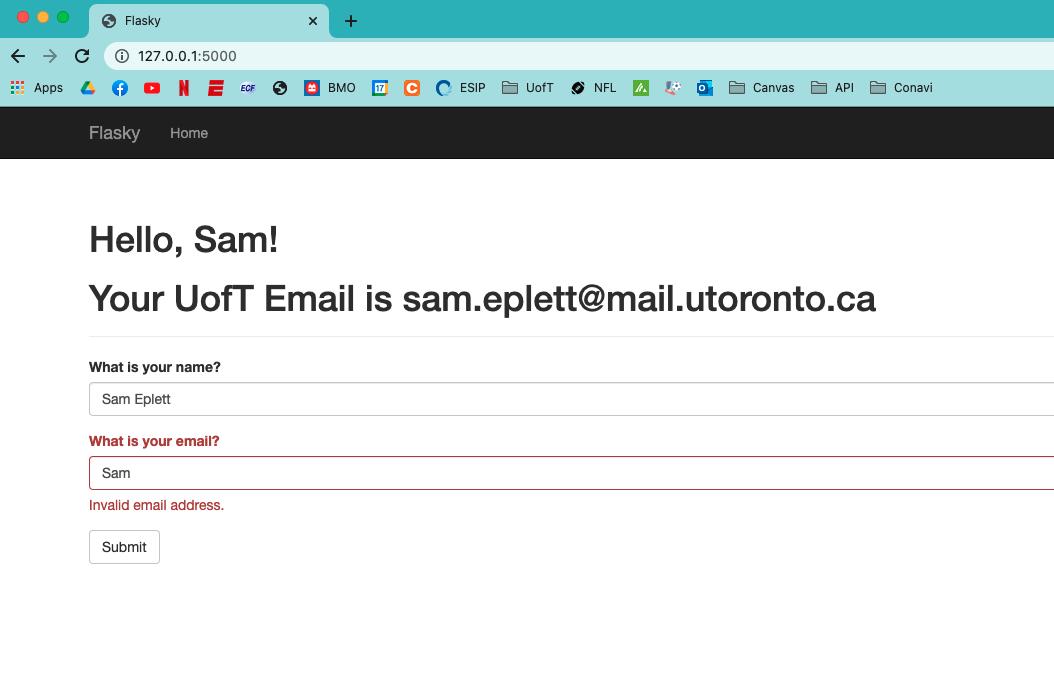 Flasky
127.0.0.1:5000
Apps ECF BMO 17 C ESIP UofT NFL Canvas API Conavi
Flasky Home
Hello, Sam!
Your UofT Email is sam.eplett@mail.utoronto.ca
What is your name?
Sam Eplett
What is your email?
Sam
Invalid email address.
Submit